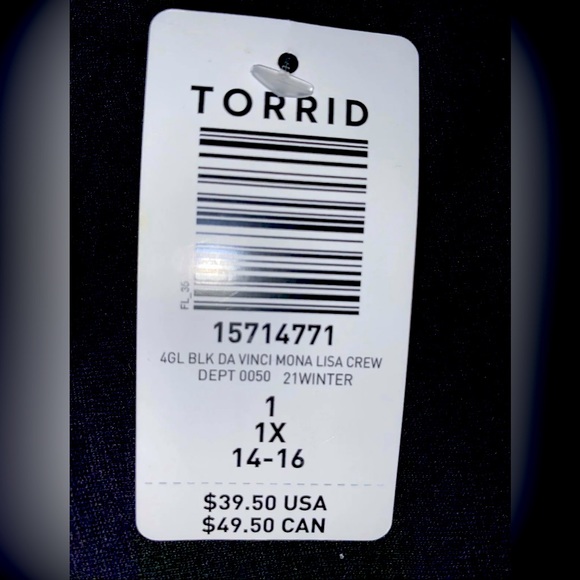 TORRID
FL_35
15714771
4GL BLK DA VINCI MONA LISA CREW
DEPT 0050 21WINTER
1
1X
14-16
$39.50 USA
$49.50 CAN